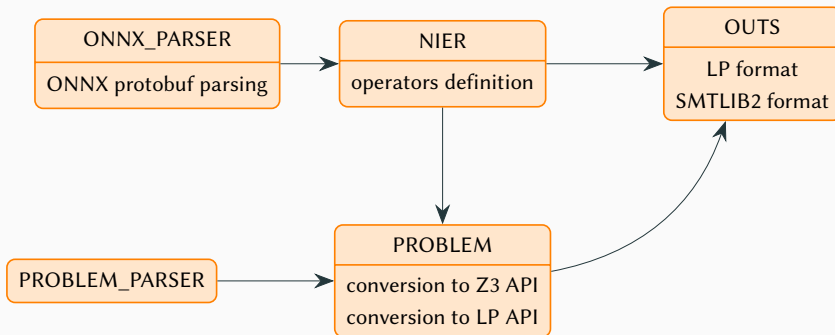 ONNX_PARSER
ONNX protobuf parsing
NIER
operators definition
OUTS
LP format
SMTLIB2 format
PROBLEM_PARSER
PROBLEM
conversion to Z3 API
conversion to LP API